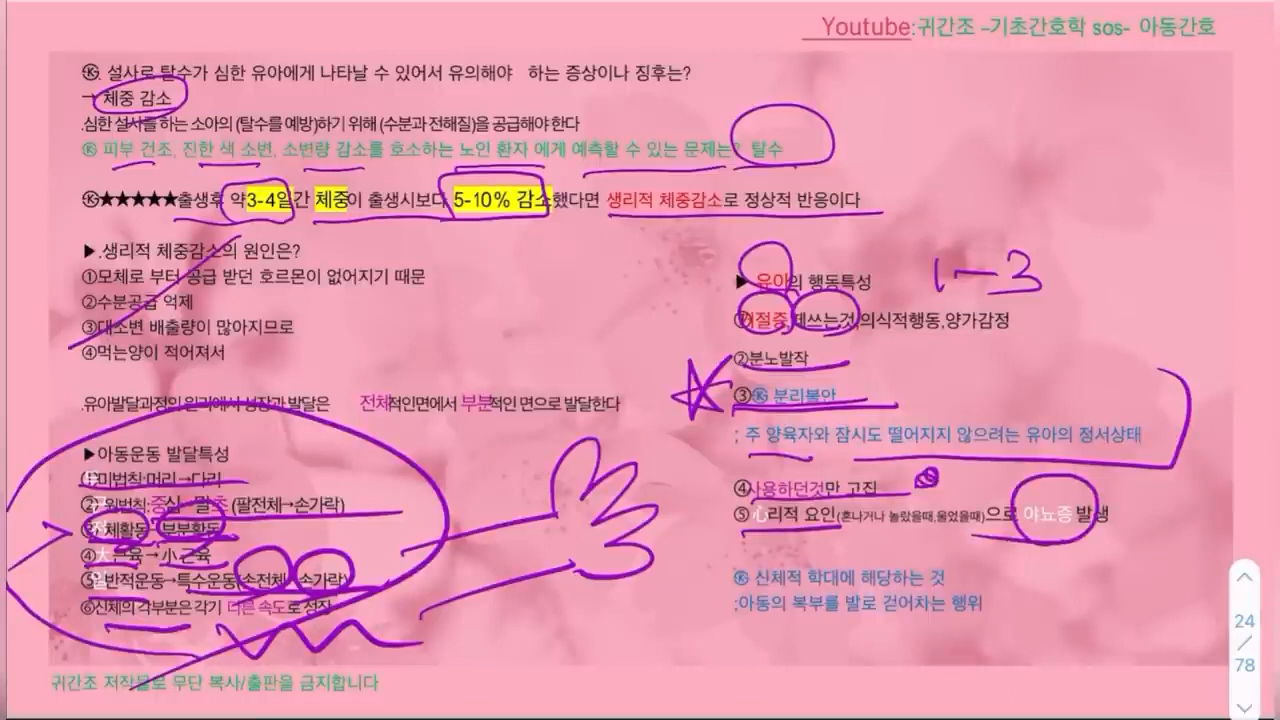 Youtube:귀간조 –기초간호학 sos- 아동간호
㉿. 설사로 탈수가 심한 유아에게 나타날 수 있어서 유의해야 하는 증상이나 징후는?
→ 체중 감소
.심한 설사를 하는 소아의 (탈수를 예방)하기 위해 (수분과 전해질)을 공급해야 한다
㉿ 피부 건조, 진한 색 소변, 소변량 감소를 호소하는 노인 환자 에게 예측할 수 있는 문제는? 탈수
㉿★★★★★출생후 약3-4일간 체중이 출생시보다 5-10% 감소했다면 생리적 체중감소로 정상적 반응이다
▶.생리적 체중감소의 원인은?
①모체로 부터 공급 받던 호르몬이 없어지기 때문
②수분공급 억제
③대소변 배출량이 많아지므로
④먹는양이 적어져서
.유아발달과정의 원리에서 성장과 발달은 전체적인면에서 부분적인 면으로 발달한다
▶아동운동 발달특성
①두미법칙:머리→다리
②근원법칙:중심→말초 (팔전체→손가락)
③전체활동→부분활동
④大근육→小근육
⑤일반적운동→특수운동(손전체→손가락)
⑥신체의 각부분은 각기 다른 속도로 성장
▶ 유아의 행동특성
1-3
①거절증,떼쓰는것,의식적행동,양가감정
②분노발작
③㉿ 분리불안
; 주 양육자와 잠시도 떨어지지 않으려는 유아의 정서상태
④사용하던것만 고집
⑤ 心리적 요인(혼나거나 놀랐을때,울었을때)으로 야뇨증 발생
㉿ 신체적 학대에 해당하는 것
;아동의 복부를 발로 걷어차는 행위
24
/
78
귀간조 저작물로 무단 복사/출판을 금지합니다